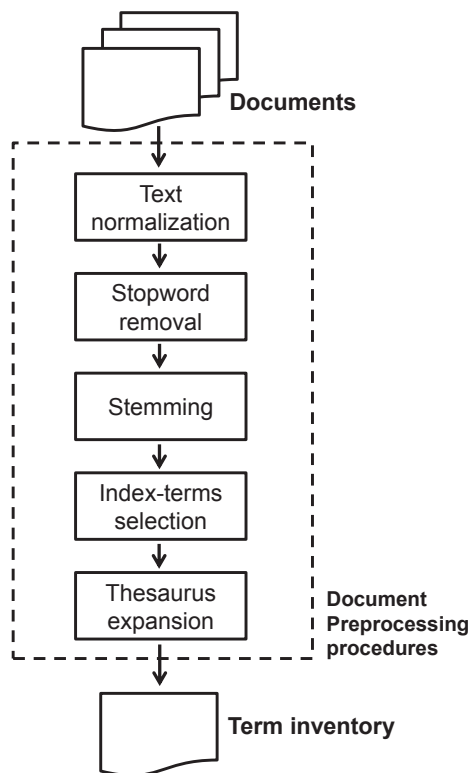 Documents
Text
normalization
Stopword
removal
Stemming
Index-terms
selection
Thesaurus
expansion
Document
Preprocessing
procedures
Term inventory